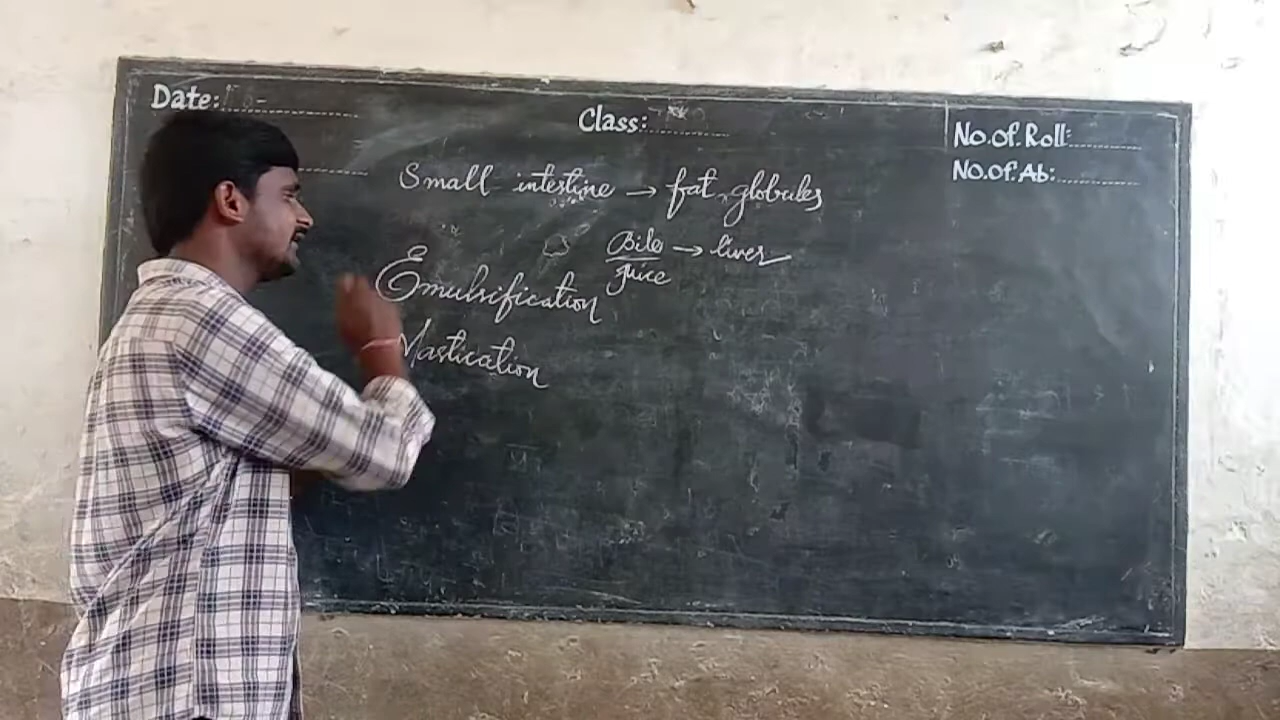 Date:
Class:
No.of.Roll:
No.of.Ab:
Small intestine → fat globules
Bile → liver
juice
Emulsification
Mastication